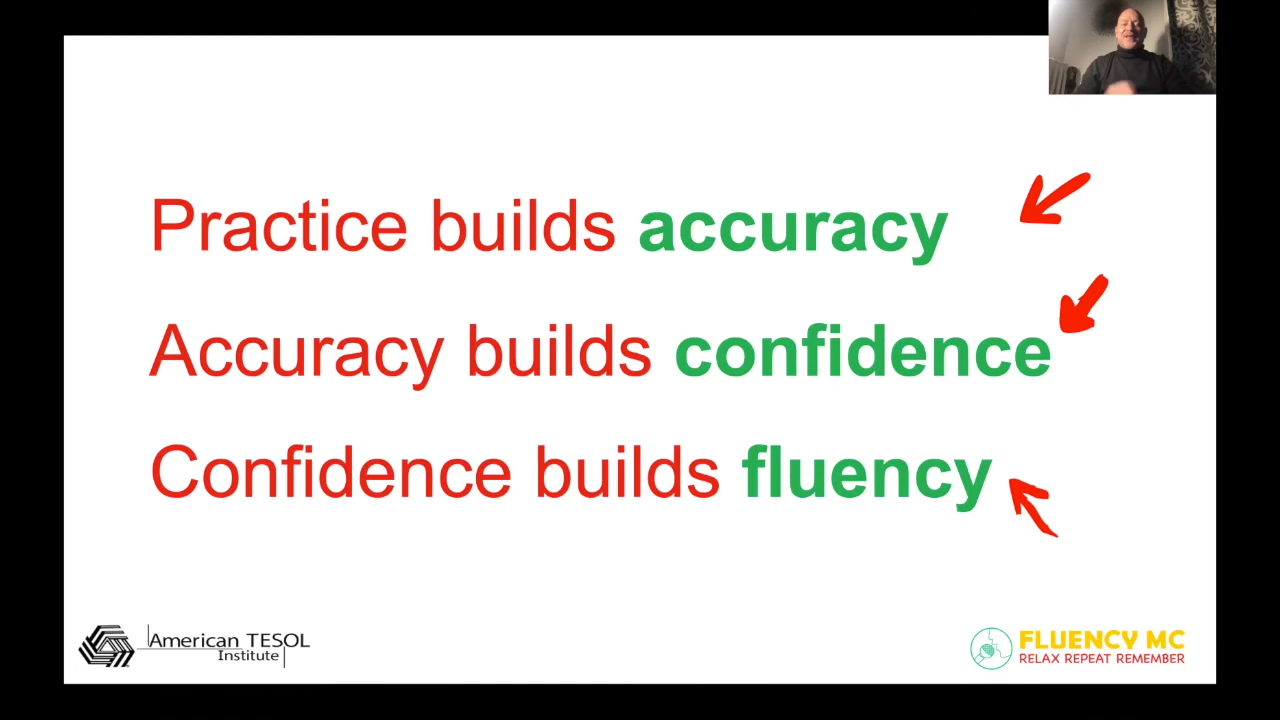 Practice builds accuracy
Accuracy builds confidence
Confidence builds fluency
American TESOL
Institute
FLUENCY MC
RELAX REPEAT REMEMBER